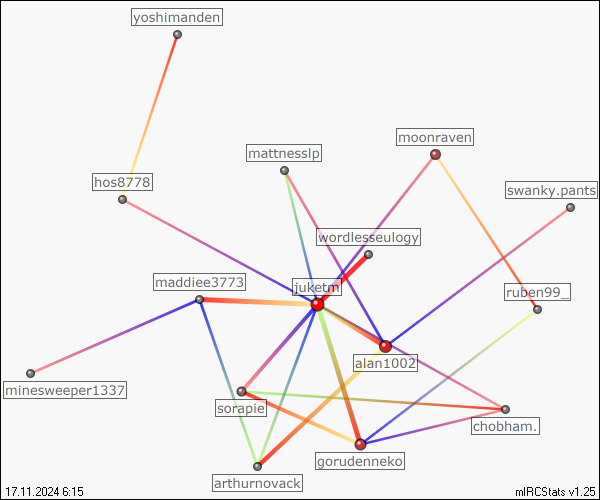 yoshimanden
moonraven
mattnesslp
hos8778
swanky.pants
wordlesseulogy
maddiee3773
juketm
ruben99_
alan1002
minesweeper1337
sorapie
chobham.
gorudenneko
arthurnovack
17.11.2024 6:15
mIRCStats v1.25